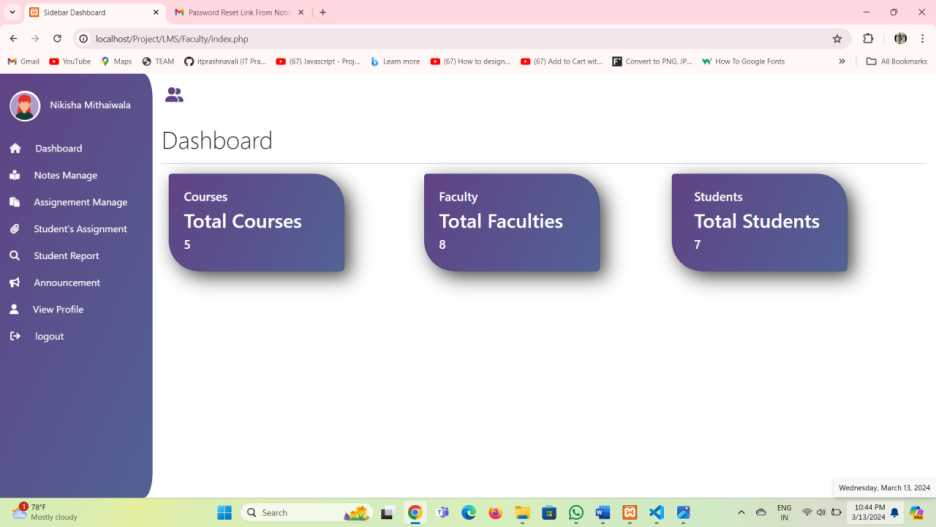 Sidebar Dashboard
Password Reset Link From Note
localhost/Project/LMS/Faculty/index.php
Gmail
YouTube
Maps
TEAM
itprashnavali (IT Pra...
(67) Javascript - Proj...
Learn more
(67) How to design...
(67) Add to Cart wit...
Convert to PNG, JP...
How To Google Fonts
All Bookmarks
Nikisha Mithaiwala
Dashboard
Notes Manage
Assignement Manage
Student's Assignment
Student Report
Announcement
View Profile
logout
Dashboard
Courses
Total Courses
5
Faculty
Total Faculties
8
Students
Total Students
7
Wednesday, March 13, 2024
1
78°F
Mostly cloudy
Search
ENG
IN
10:44 PM
3/13/2024
PRE